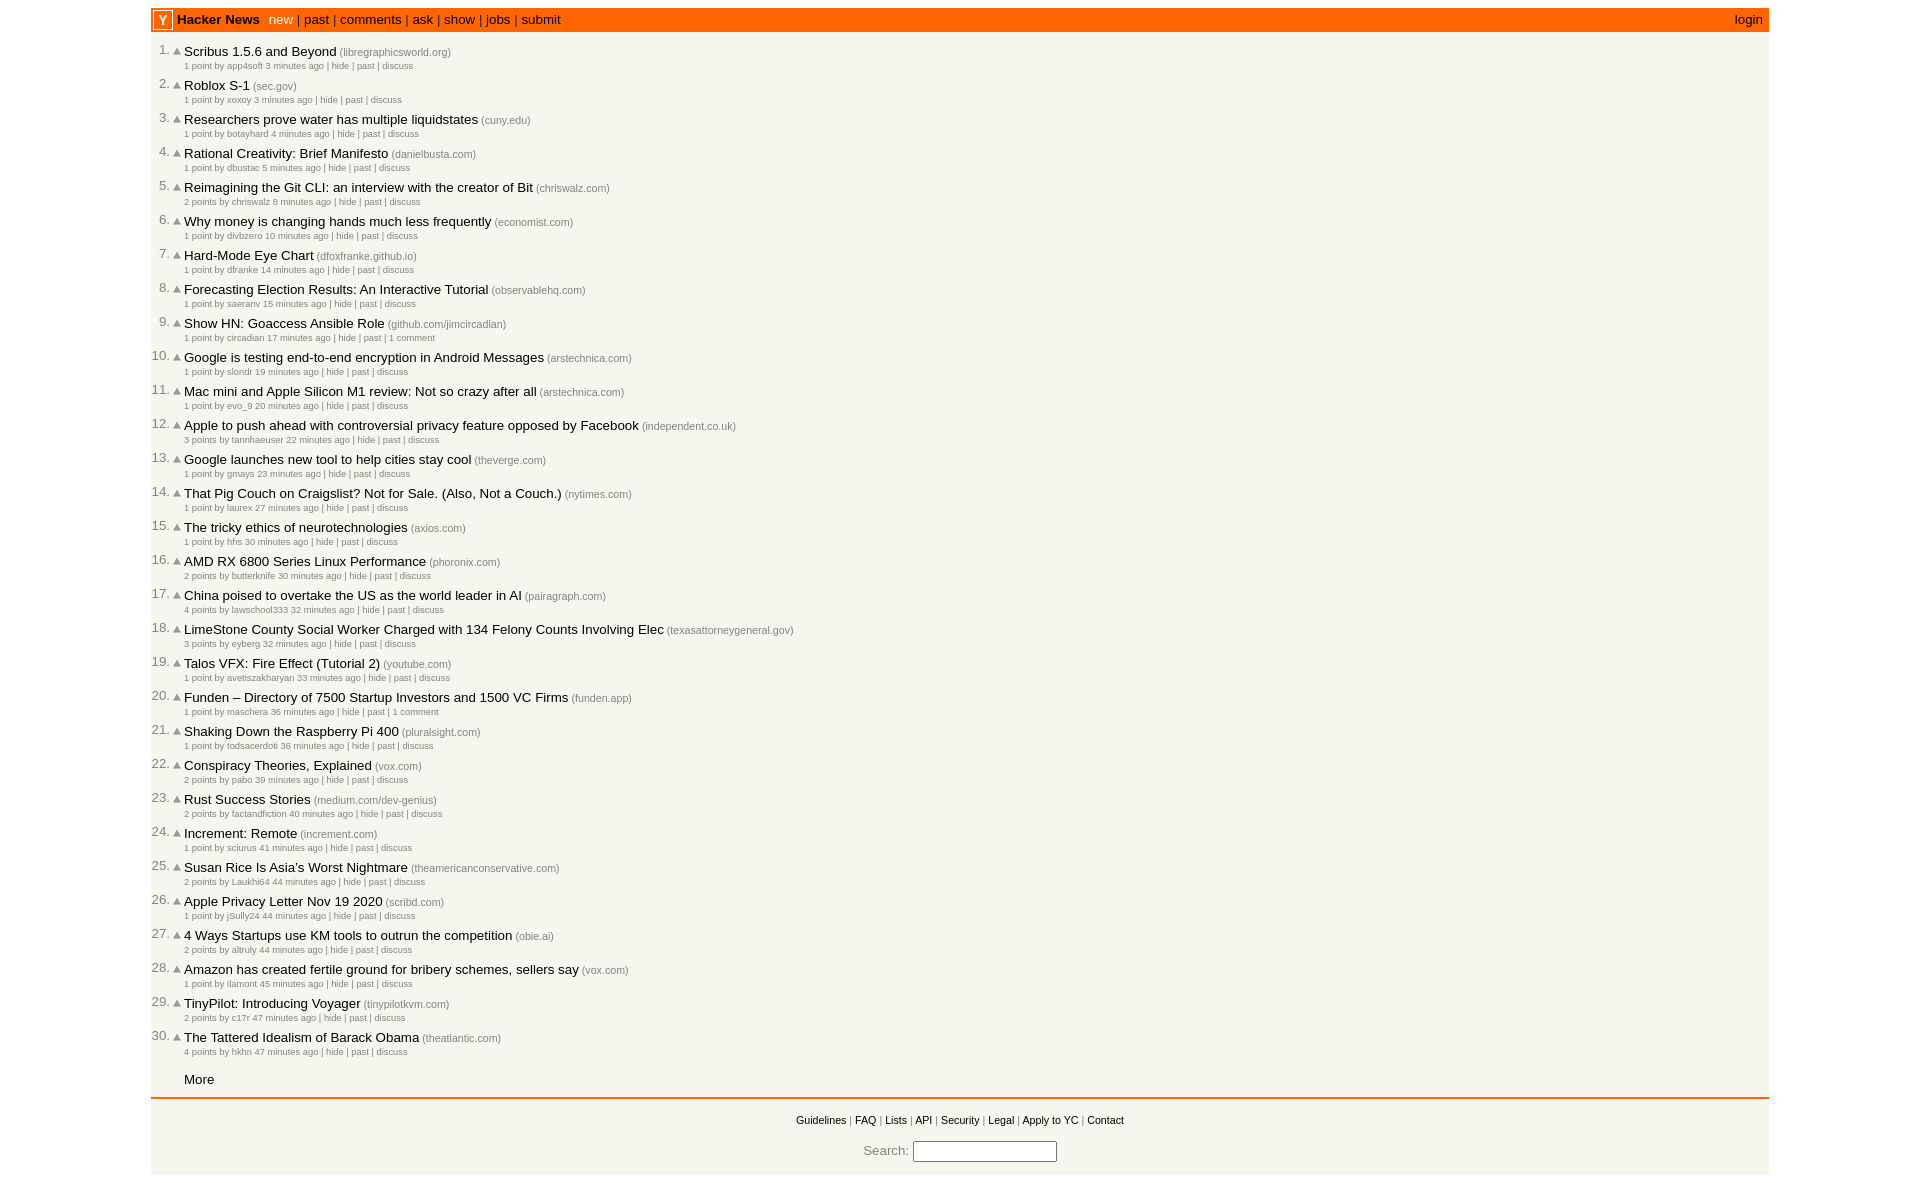 Y Hacker News new | past | comments | ask | show | jobs | submit login
1. Scribus 1.5.6 and Beyond (libregraphicsworld.org)
1 point by app4soft 3 minutes ago | hide | past | discuss
2. Roblox S-1 (sec.gov)
1 point by xoxoy 3 minutes ago | hide | past | discuss
3. Researchers prove water has multiple liquidstates (cuny.edu)
1 point by botayhard 4 minutes ago | hide | past | discuss
4. Rational Creativity: Brief Manifesto (danielbusta.com)
1 point by dbustac 5 minutes ago | hide | past | discuss
5. Reimagining the Git CLI: an interview with the creator of Bit (chriswalz.com)
2 points by chriswalz 8 minutes ago | hide | past | discuss
6. Why money is changing hands much less frequently (economist.com)
1 point by divbzero 10 minutes ago | hide | past | discuss
7. Hard-Mode Eye Chart (dfoxfranke.github.io)
1 point by dfranke 14 minutes ago | hide | past | discuss
8. Forecasting Election Results: An Interactive Tutorial (observablehq.com)
1 point by saeranv 15 minutes ago | hide | past | discuss
9. Show HN: Goaccess Ansible Role (github.com/jimcircadian)
1 point by circadian 17 minutes ago | hide | past | 1 comment
10. Google is testing end-to-end encryption in Android Messages (arstechnica.com)
1 point by slondr 19 minutes ago | hide | past | discuss
11. Mac mini and Apple Silicon M1 review: Not so crazy after all (arstechnica.com)
1 point by evo_9 20 minutes ago | hide | past | discuss
12. Apple to push ahead with controversial privacy feature opposed by Facebook (independent.co.uk)
3 points by tannhaeuser 22 minutes ago | hide | past | discuss
13. Google launches new tool to help cities stay cool (theverge.com)
1 point by gmays 23 minutes ago | hide | past | discuss
14. That Pig Couch on Craigslist? Not for Sale. (Also, Not a Couch.) (nytimes.com)
1 point by laurex 27 minutes ago | hide | past | discuss
15. The tricky ethics of neurotechnologies (axios.com)
1 point by hhs 30 minutes ago | hide | past | discuss
16. AMD RX 6800 Series Linux Performance (phoronix.com)
2 points by butterknife 30 minutes ago | hide | past | discuss
17. China poised to overtake the US as the world leader in AI (pairagraph.com)
4 points by lawschool333 32 minutes ago | hide | past | discuss
18. LimeStone County Social Worker Charged with 134 Felony Counts Involving Elec (texasattorneygeneral.gov)
3 points by eyberg 32 minutes ago | hide | past | discuss
19. Talos VFX: Fire Effect (Tutorial 2) (youtube.com)
1 point by avetiszakharyan 33 minutes ago | hide | past | discuss
20. Funden – Directory of 7500 Startup Investors and 1500 VC Firms (funden.app)
1 point by maschera 36 minutes ago | hide | past | 1 comment
21. Shaking Down the Raspberry Pi 400 (pluralsight.com)
1 point by todsacerdoti 36 minutes ago | hide | past | discuss
22. Conspiracy Theories, Explained (vox.com)
2 points by pabo 39 minutes ago | hide | past | discuss
23. Rust Success Stories (medium.com/dev-genius)
2 points by factandfiction 40 minutes ago | hide | past | discuss
24. Increment: Remote (increment.com)
1 point by sciurus 41 minutes ago | hide | past | discuss
25. Susan Rice Is Asia’s Worst Nightmare (theamericanconservative.com)
2 points by Laukhi64 44 minutes ago | hide | past | discuss
26. Apple Privacy Letter Nov 19 2020 (scribd.com)
1 point by jSully24 44 minutes ago | hide | past | discuss
27. 4 Ways Startups use KM tools to outrun the competition (obie.ai)
2 points by altruly 44 minutes ago | hide | past | discuss
28. Amazon has created fertile ground for bribery schemes, sellers say (vox.com)
1 point by ilamont 45 minutes ago | hide | past | discuss
29. TinyPilot: Introducing Voyager (tinypilotkvm.com)
2 points by c17r 47 minutes ago | hide | past | discuss
30. The Tattered Idealism of Barack Obama (theatlantic.com)
4 points by hkhn 47 minutes ago | hide | past | discuss
More
Guidelines | FAQ | Lists | API | Security | Legal | Apply to YC | Contact
Search: